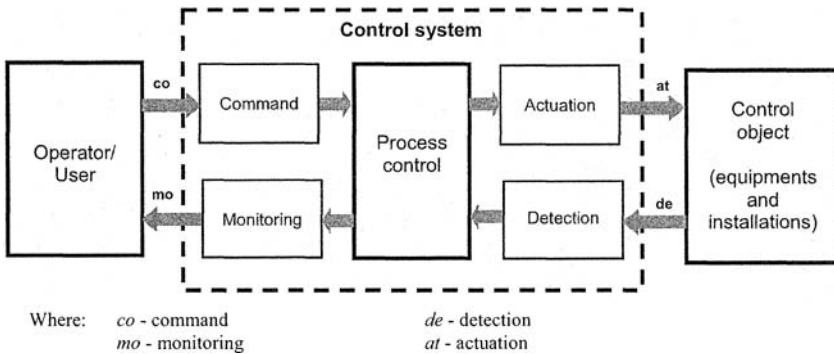 Control system
co
Command
Actuation
at
Operator/
User
Process
control
Control
object
(equipments
and
installations)
mo
Monitoring
Detection
de
Where: co - command de - detection
mo - monitoring at - actuation